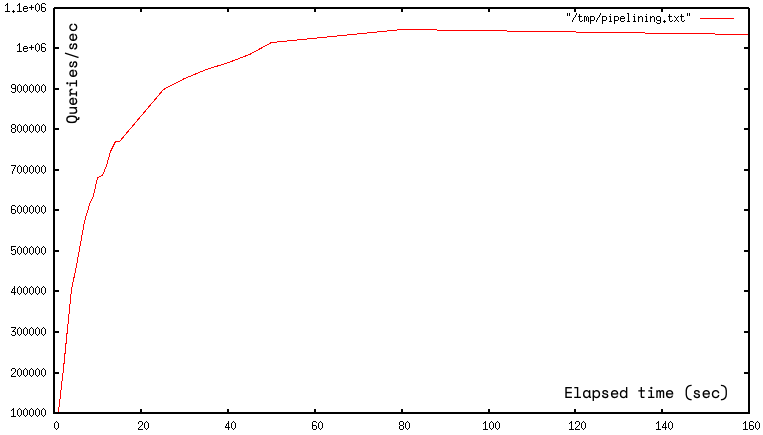 1.1e+06
"/tmp/pipelining.txt"
Queries/sec
1e+06
900000
800000
700000
600000
500000
400000
300000
200000
Elapsed time (sec)
100000
0 20 40 60 80 100 120 140 160